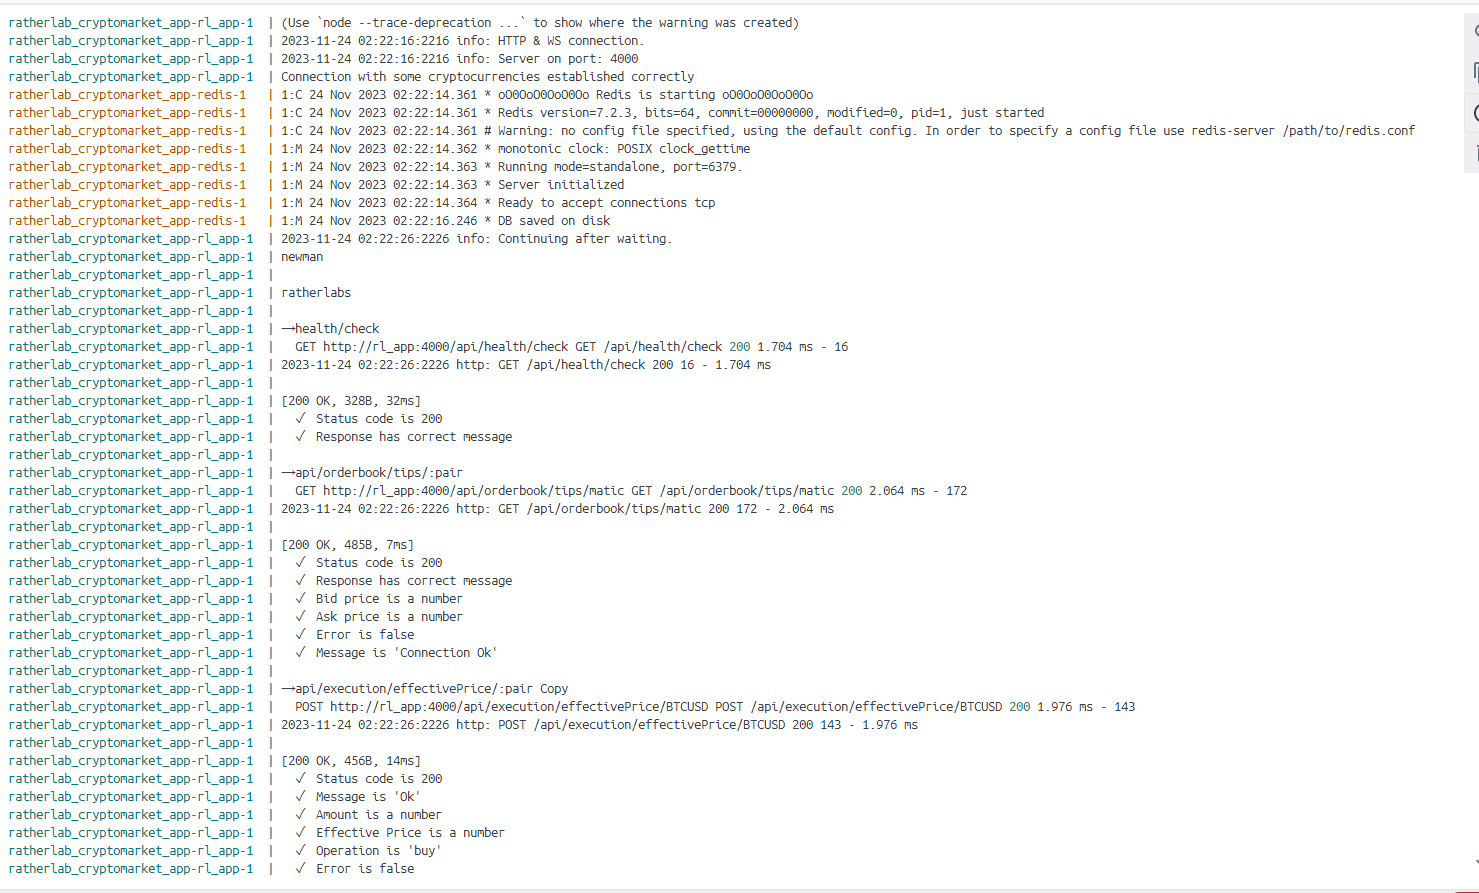 ratherlab_cryptomarket_app-rl_app-1  | (Use `node --trace-deprecation ...` to show where the warning was created)
ratherlab_cryptomarket_app-rl_app-1  | 2023-11-24 02:22:16:2216 info: HTTP & WS connection.
ratherlab_cryptomarket_app-rl_app-1  | 2023-11-24 02:22:16:2216 info: Server on port: 4000
ratherlab_cryptomarket_app-rl_app-1  | Connection with some cryptocurrencies established correctly
ratherlab_cryptomarket_app-redis-1   | 1:C 24 Nov 2023 02:22:14.361 * oO0OoO0OoO0Oo Redis is starting oO0OoO0OoO0Oo
ratherlab_cryptomarket_app-redis-1   | 1:C 24 Nov 2023 02:22:14.361 * Redis version=7.2.3, bits=64, commit=00000000, modified=0, pid=1, just started
ratherlab_cryptomarket_app-redis-1   | 1:C 24 Nov 2023 02:22:14.361 # Warning: no config file specified, using the default config. In order to specify a config file use redis-server /path/to/redis.conf
ratherlab_cryptomarket_app-redis-1   | 1:M 24 Nov 2023 02:22:14.362 * monotonic clock: POSIX clock_gettime
ratherlab_cryptomarket_app-redis-1   | 1:M 24 Nov 2023 02:22:14.363 * Running mode=standalone, port=6379.
ratherlab_cryptomarket_app-redis-1   | 1:M 24 Nov 2023 02:22:14.363 * Server initialized
ratherlab_cryptomarket_app-redis-1   | 1:M 24 Nov 2023 02:22:14.364 * Ready to accept connections tcp
ratherlab_cryptomarket_app-redis-1   | 1:M 24 Nov 2023 02:22:16.246 * DB saved on disk
ratherlab_cryptomarket_app-rl_app-1  | 2023-11-24 02:22:26:2226 info: Continuing after waiting.
ratherlab_cryptomarket_app-rl_app-1  | newman
ratherlab_cryptomarket_app-rl_app-1  |
ratherlab_cryptomarket_app-rl_app-1  | ratherlabs
ratherlab_cryptomarket_app-rl_app-1  |
ratherlab_cryptomarket_app-rl_app-1  | →health/check
ratherlab_cryptomarket_app-rl_app-1  |   GET http://rl_app:4000/api/health/check GET /api/health/check 200 1.704 ms - 16
ratherlab_cryptomarket_app-rl_app-1  | 2023-11-24 02:22:26:2226 http: GET /api/health/check 200 16 - 1.704 ms
ratherlab_cryptomarket_app-rl_app-1  |
ratherlab_cryptomarket_app-rl_app-1  | [200 OK, 328B, 32ms]
ratherlab_cryptomarket_app-rl_app-1  |   √  Status code is 200
ratherlab_cryptomarket_app-rl_app-1  |   √  Response has correct message
ratherlab_cryptomarket_app-rl_app-1  |
ratherlab_cryptomarket_app-rl_app-1  | →api/orderbook/tips/:pair
ratherlab_cryptomarket_app-rl_app-1  |   GET http://rl_app:4000/api/orderbook/tips/matic GET /api/orderbook/tips/matic 200 2.064 ms - 172
ratherlab_cryptomarket_app-rl_app-1  | 2023-11-24 02:22:26:2226 http: GET /api/orderbook/tips/matic 200 172 - 2.064 ms
ratherlab_cryptomarket_app-rl_app-1  |
ratherlab_cryptomarket_app-rl_app-1  | [200 OK, 485B, 7ms]
ratherlab_cryptomarket_app-rl_app-1  |   √  Status code is 200
ratherlab_cryptomarket_app-rl_app-1  |   √  Response has correct message
ratherlab_cryptomarket_app-rl_app-1  |   √  Bid price is a number
ratherlab_cryptomarket_app-rl_app-1  |   √  Ask price is a number
ratherlab_cryptomarket_app-rl_app-1  |   √  Error is false
ratherlab_cryptomarket_app-rl_app-1  |   √  Message is 'Connection Ok'
ratherlab_cryptomarket_app-rl_app-1  |
ratherlab_cryptomarket_app-rl_app-1  | →api/execution/effectivePrice/:pair Copy
ratherlab_cryptomarket_app-rl_app-1  |   POST http://rl_app:4000/api/execution/effectivePrice/BTCUSD POST /api/execution/effectivePrice/BTCUSD 200 1.976 ms - 143
ratherlab_cryptomarket_app-rl_app-1  | 2023-11-24 02:22:26:2226 http: POST /api/execution/effectivePrice/BTCUSD 200 143 - 1.976 ms
ratherlab_cryptomarket_app-rl_app-1  |
ratherlab_cryptomarket_app-rl_app-1  | [200 OK, 456B, 14ms]
ratherlab_cryptomarket_app-rl_app-1  |   √  Status code is 200
ratherlab_cryptomarket_app-rl_app-1  |   √  Message is 'Ok'
ratherlab_cryptomarket_app-rl_app-1  |   √  Amount is a number
ratherlab_cryptomarket_app-rl_app-1  |   √  Effective Price is a number
ratherlab_cryptomarket_app-rl_app-1  |   √  Operation is 'buy'
ratherlab_cryptomarket_app-rl_app-1  |   √  Error is false